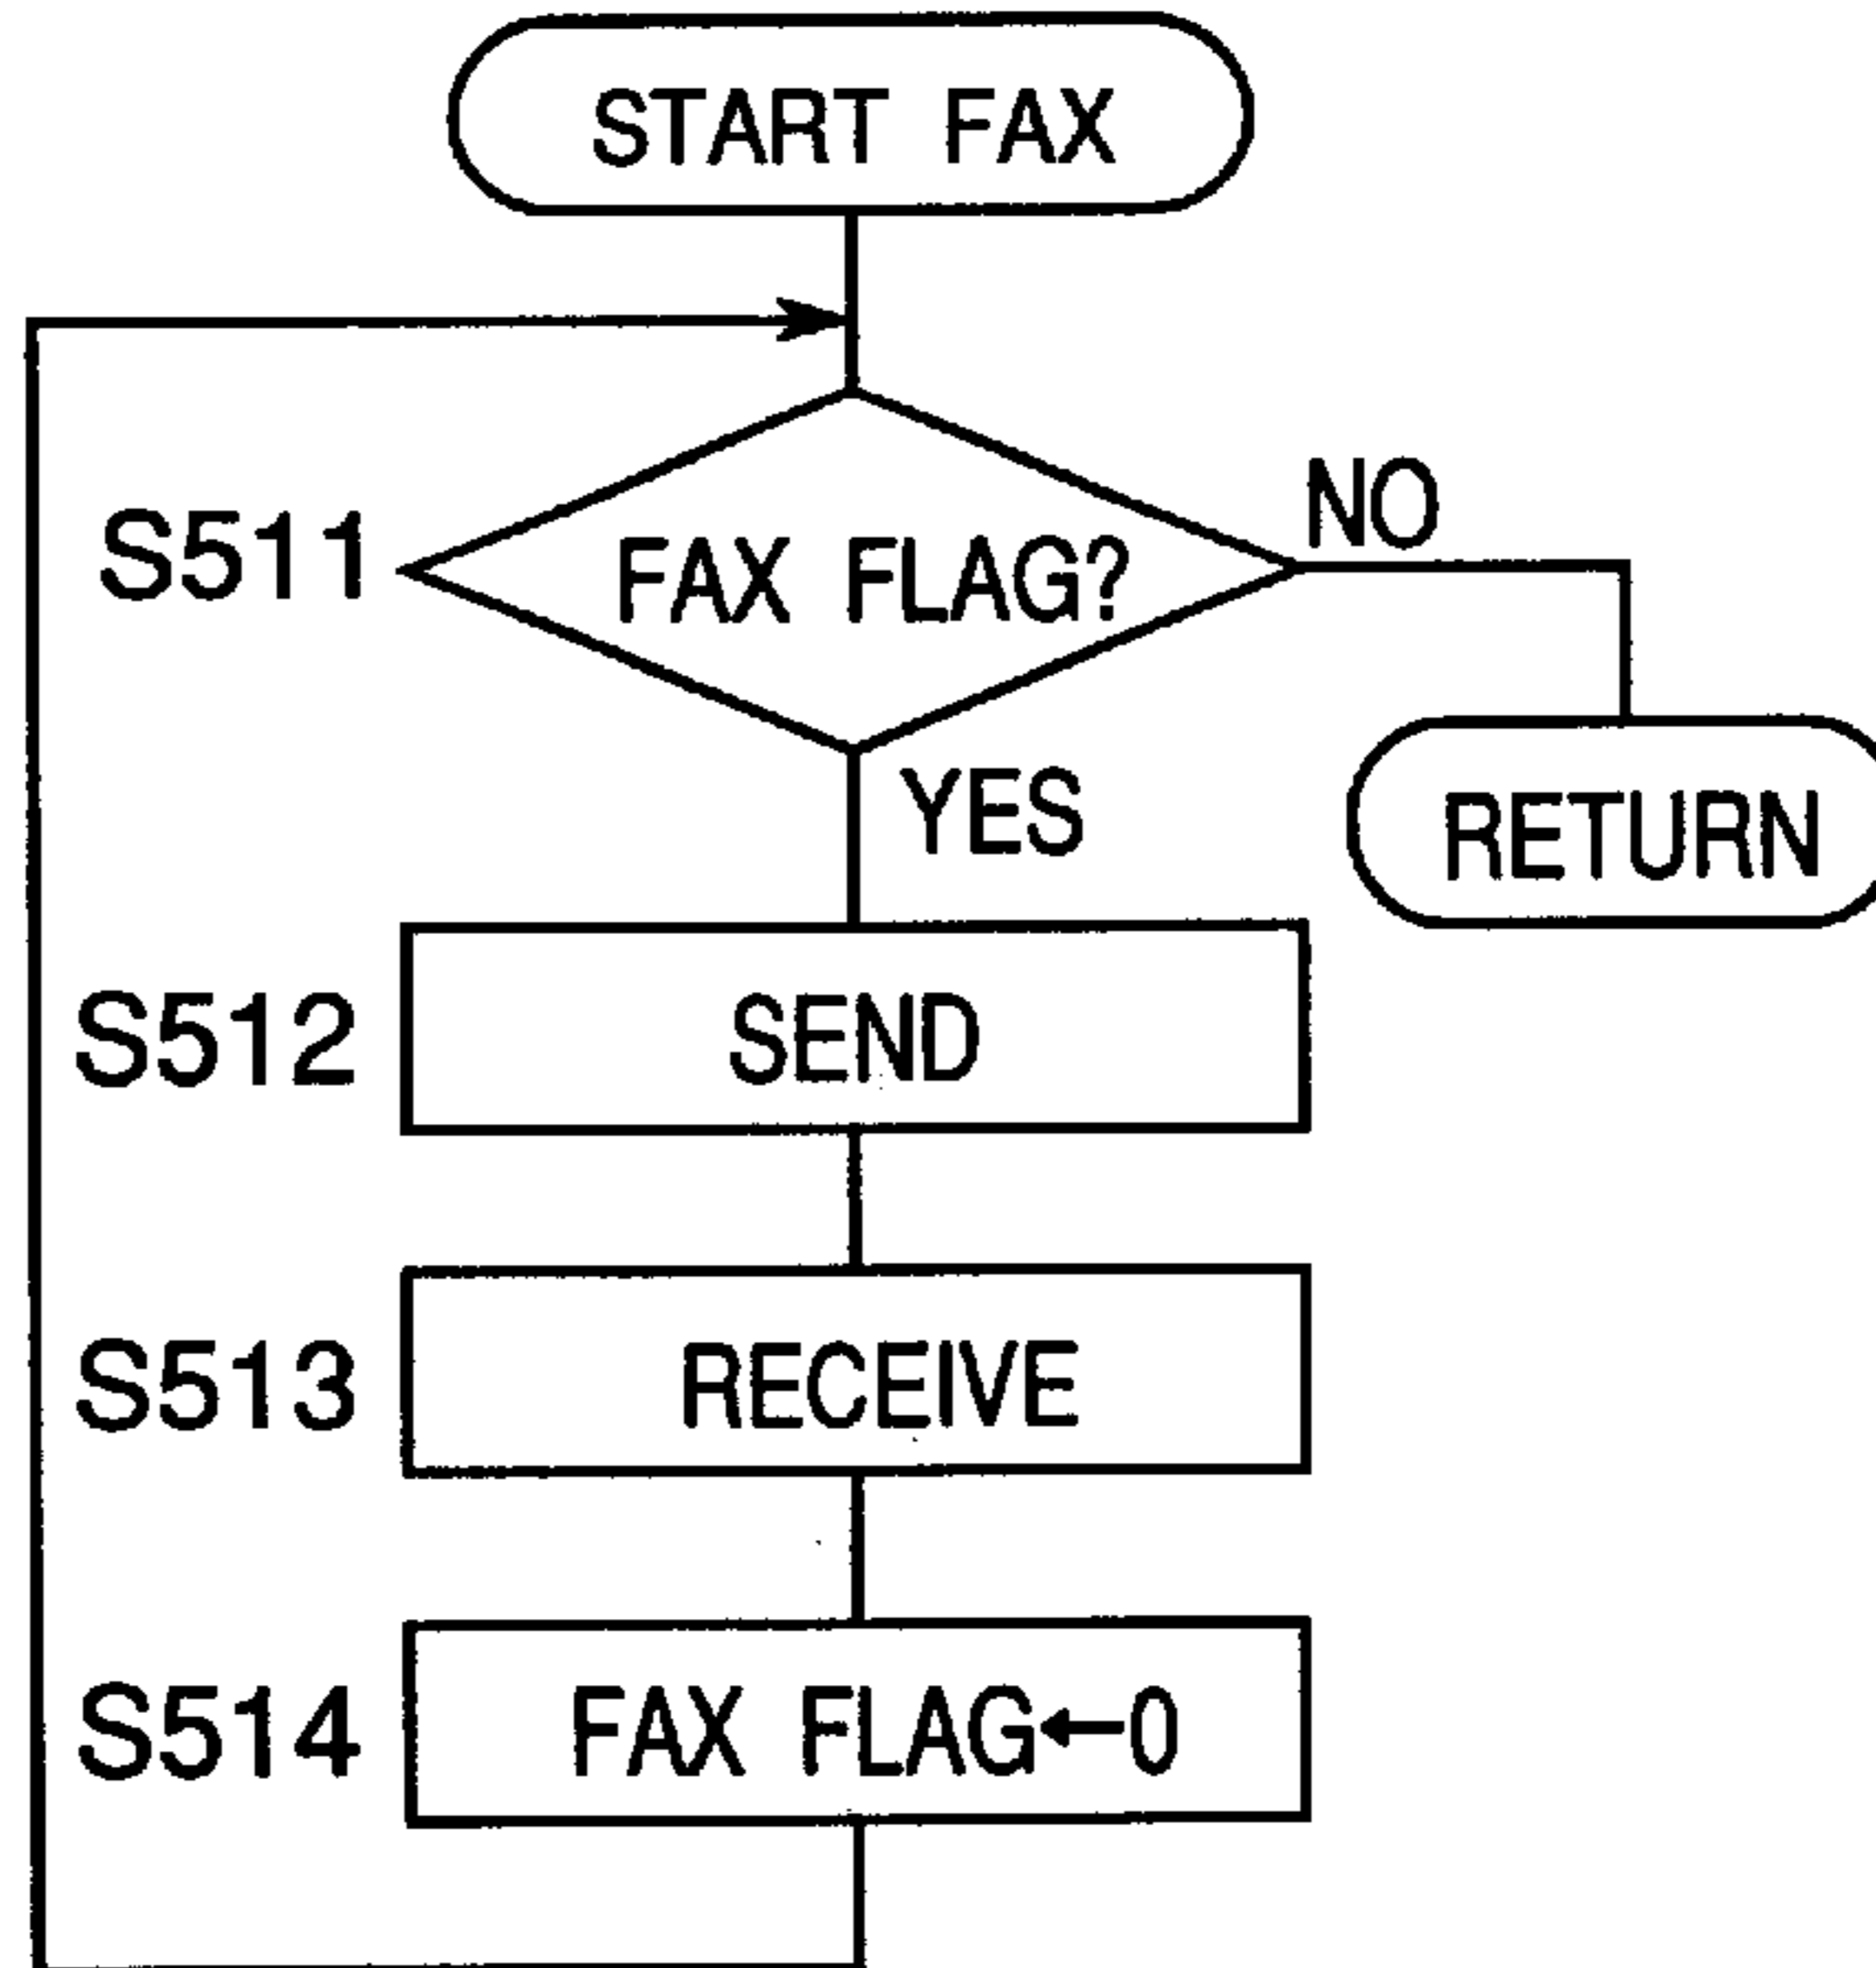 START FAX
S511
FAX FLAG?
NO
YES
RETURN
S512
SEND
S513
RECEIVE
S514
FAX FLAG←0